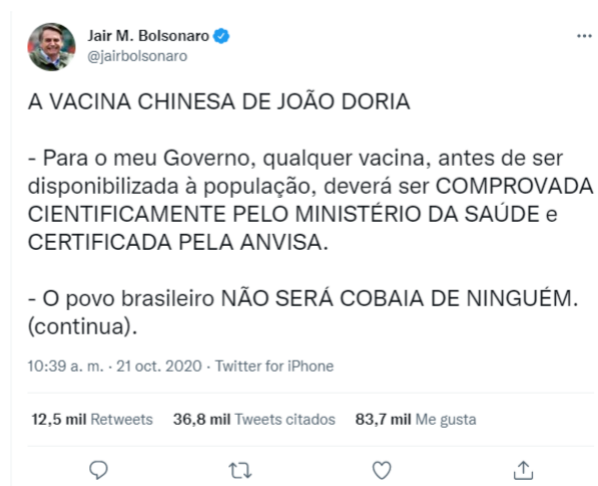 Jair M. Bolsonaro
@jairbolsonaro
A VACINA CHINESA DE JOÃO DORIA
- Para o meu Governo, qualquer vacina, antes de ser
disponibilizada à população, deverá ser COMPROVADA
CIENTIFICAMENTE PELO MINISTÉRIO DA SAÚDE e
CERTIFICADA PELA ANVISA.
- O povo brasileiro NÃO SERÁ COBAIA DE NINGUÉM.
(continua).
10:39 a. m. · 21 oct. 2020 · Twitter for iPhone
12,5 mil Retweets 36,8 mil Tweets citados 83,7 mil Me gusta